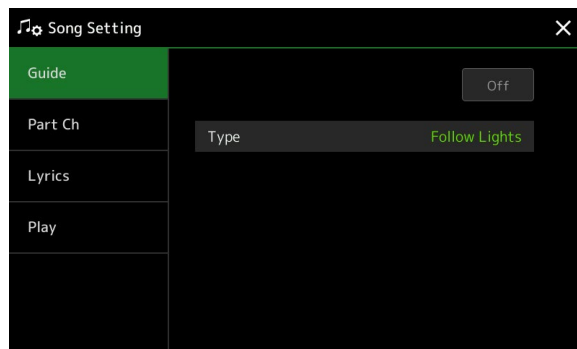 Song Setting
Guide
Off
Part Ch
Type Follow Lights
Lyrics
Play